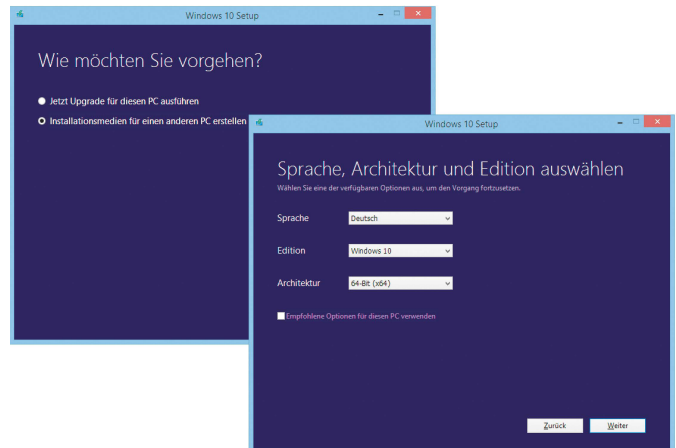 Windows 10 Setup
Wie möchten Sie vorgehen?
Jetzt Upgrade für diesen PC ausführen
Installationsmedien für einen anderen PC erstellen
Windows 10 Setup
Sprache, Architektur und Edition auswählen
Wählen Sie eine der verfügbaren Optionen aus, um den Vorgang fortzusetzen.
Sprache Deutsch
Edition Windows 10
Architektur 64-Bit (x64)
Empfohlene Optionen für diesen PC verwenden
Zurück Weiter